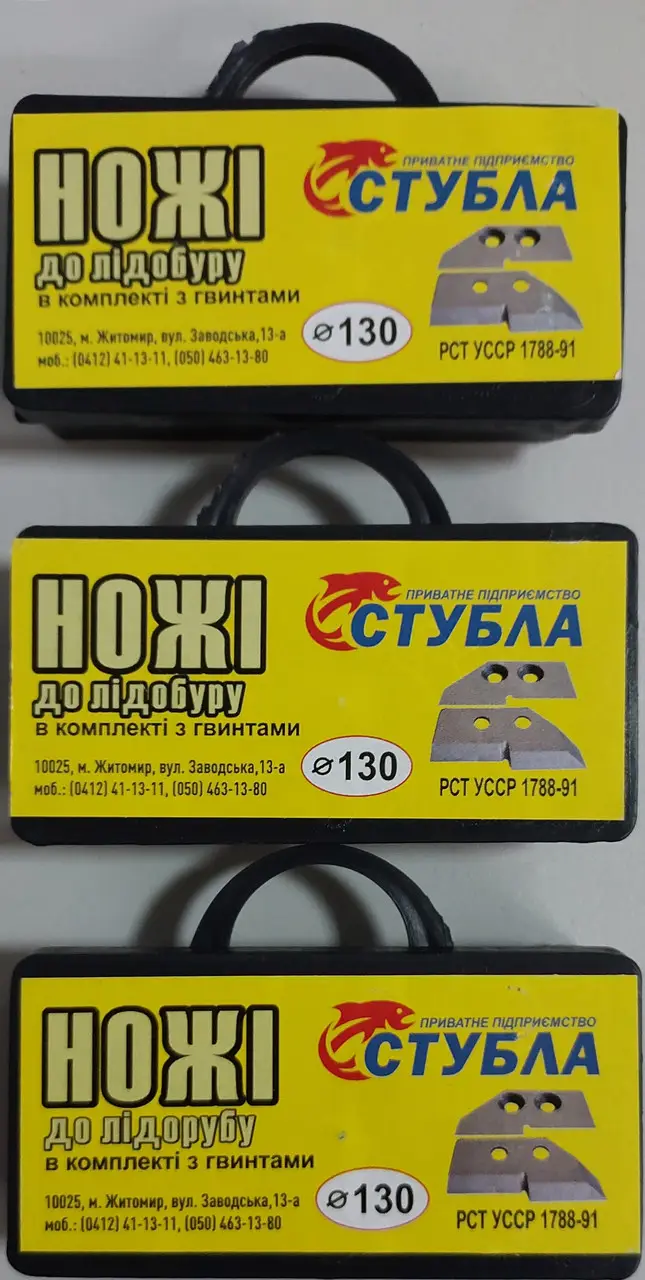 НОЖІ
до лідобуру
в комплекті з гвинтами
ПРИВАТНЕ ПІДПРИЄМСТВО
СТУБЛА
10025, м. Житомир, вул. Заводська,13-а
моб.: (0412) 41-13-11, (050) 463-13-80
⌀130
РСТ УССР 1788-91
НОЖІ
до лідобуру
в комплекті з гвинтами
ПРИВАТНЕ ПІДПРИЄМСТВО
СТУБЛА
10025, м. Житомир, вул. Заводська,13-а
моб.: (0412) 41-13-11, (050) 463-13-80
⌀130
РСТ УССР 1788-91
НОЖІ
до лідорубу
в комплекті з гвинтами
ПРИВАТНЕ ПІДПРИЄМСТВО
СТУБЛА
10025, м. Житомир, вул. Заводська,13-а
моб.: (0412) 41-13-11, (050) 463-13-80
⌀130
РСТ УССР 1788-91